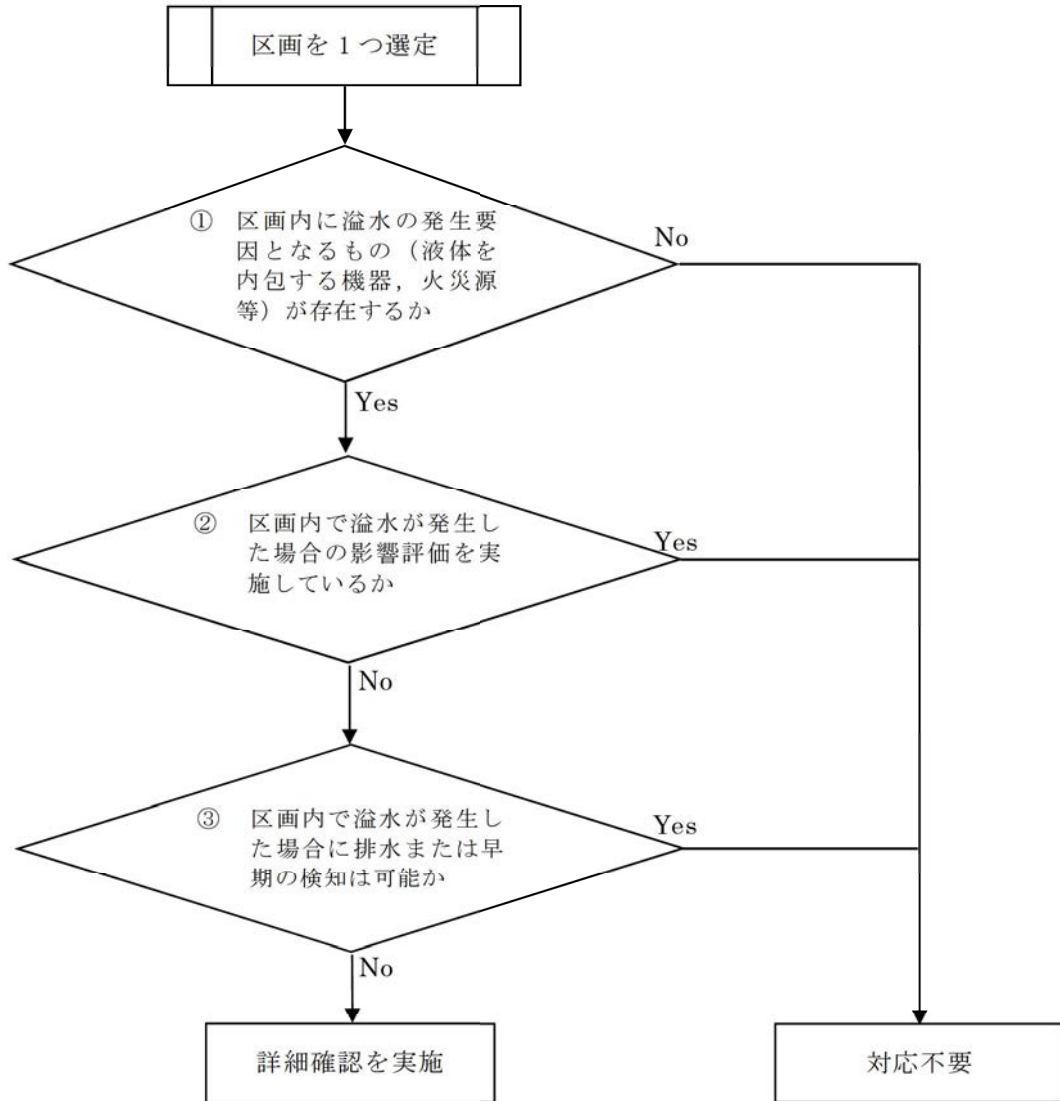 区画を1つ選定
① 区画内に溢水の発生要
因となるもの（液体を
内包する機器，火災源
等）が存在するか
No
Yes
② 区画内で溢水が発生し
た場合の影響評価を実
施しているか
Yes
No
③ 区画内で溢水が発生し
た場合に排水または早
期の検知は可能か
Yes
No
詳細確認を実施
対応不要